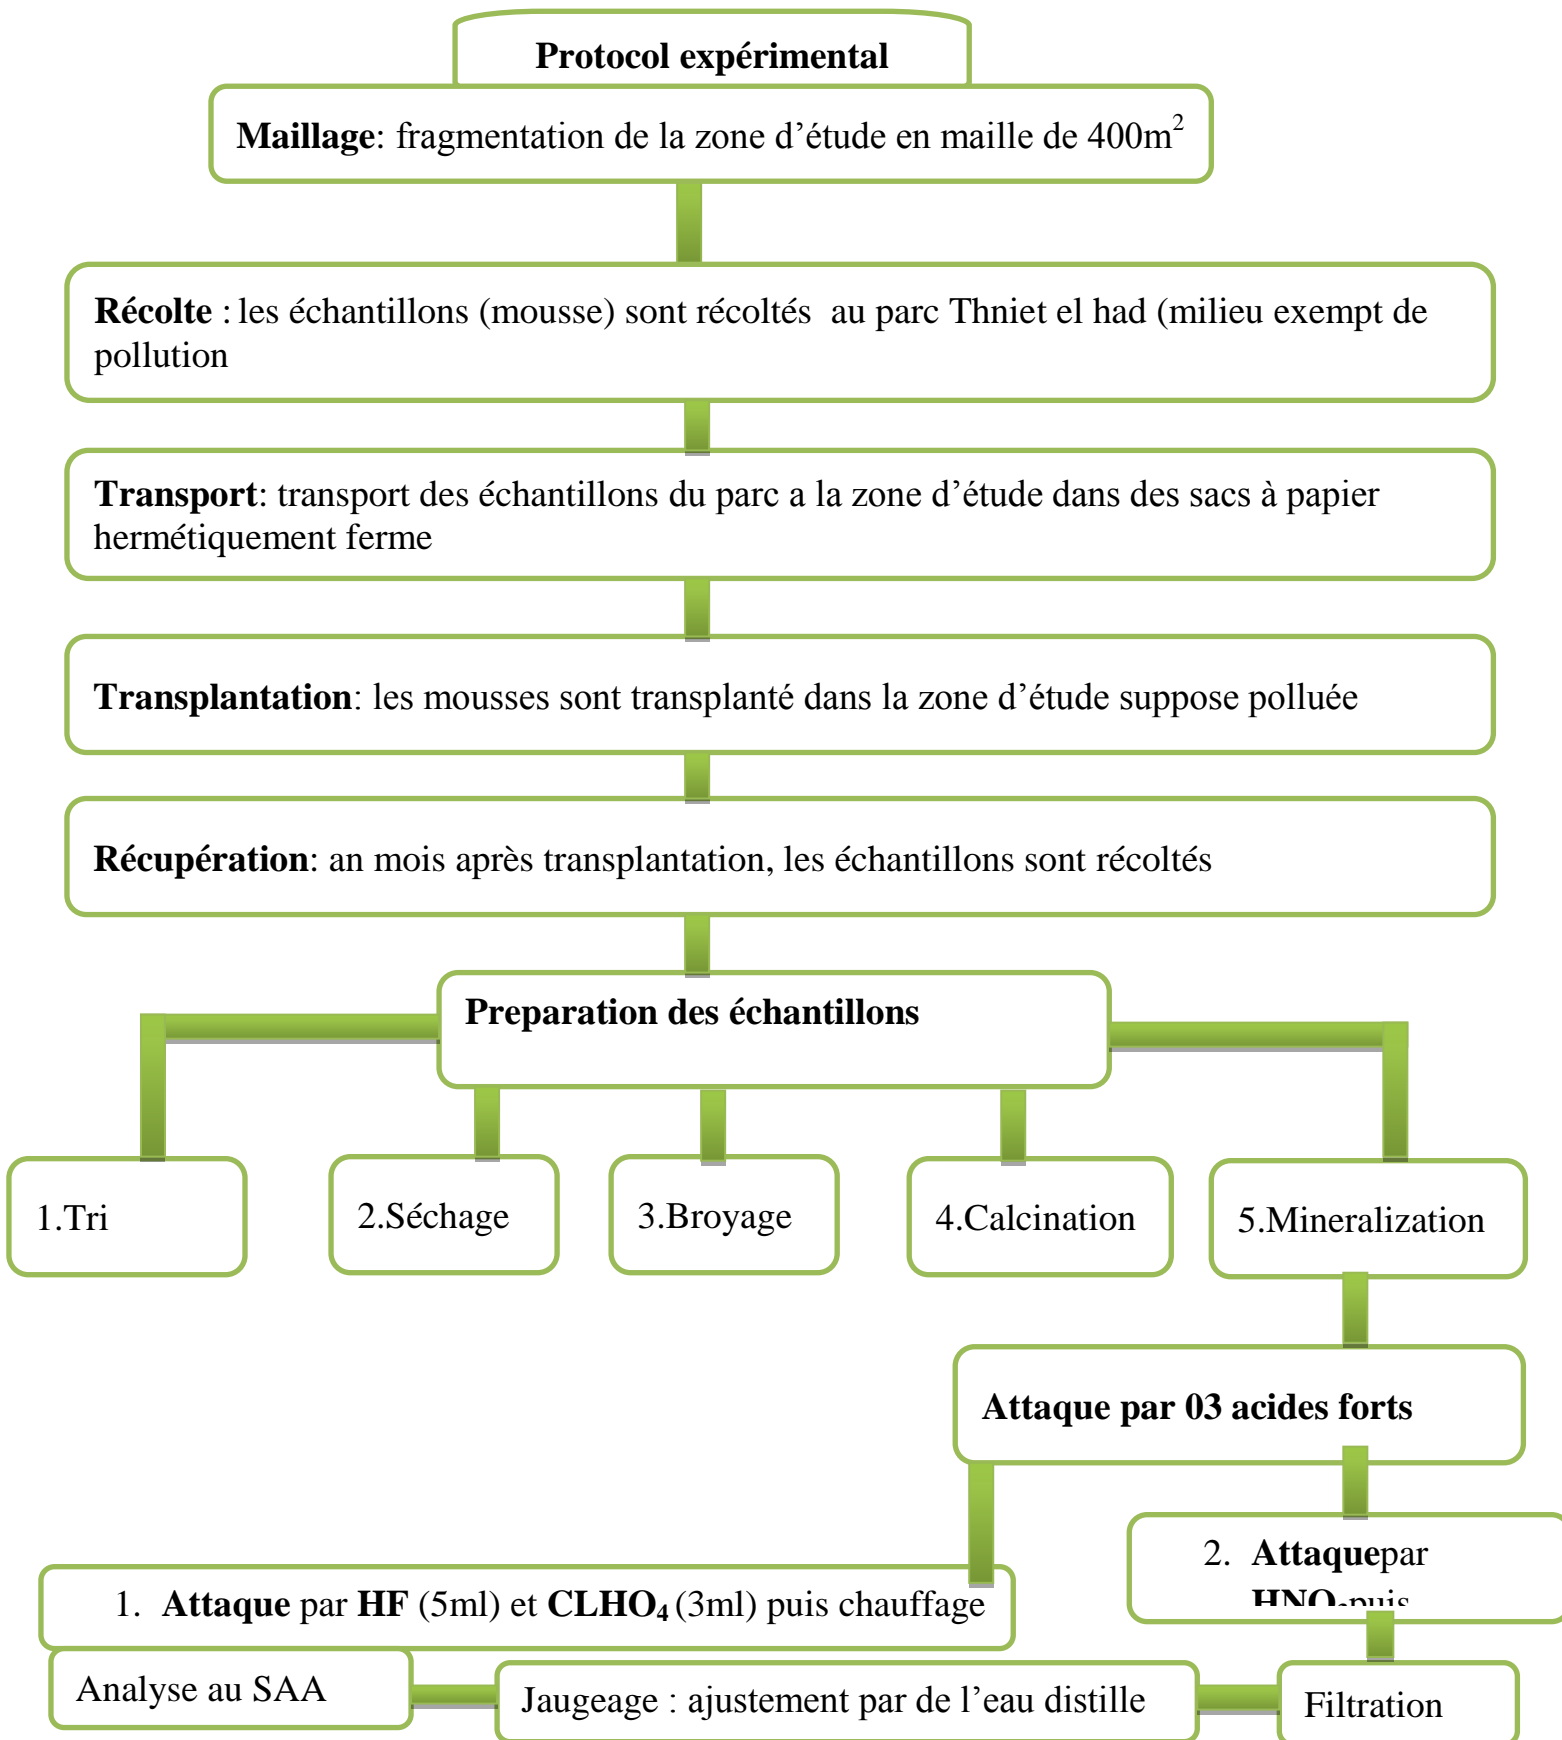 Protocol expérimental
Maillage: fragmentation de la zone d’étude en maille de 400m²
Récolte : les échantillons (mousse) sont récoltés au parc Thniet el had (milieu exempt de
pollution
Transport: transport des échantillons du parc a la zone d’étude dans des sacs à papier
hermétiquement ferme
Transplantation: les mousses sont transplanté dans la zone d’étude suppose polluée
Récupération: an mois après transplantation, les échantillons sont récoltés
Preparation des échantillons
1.Tri
2.Séchage
3.Broyage
4.Calcination
5.Mineralization
Attaque par 03 acides forts
1. Attaque par HF (5ml) et CLHO₄ (3ml) puis chauffage
2. Attaquepar
puis
Filtration
Jaugeage : ajustement par de l’eau distille
Analyse au SAA